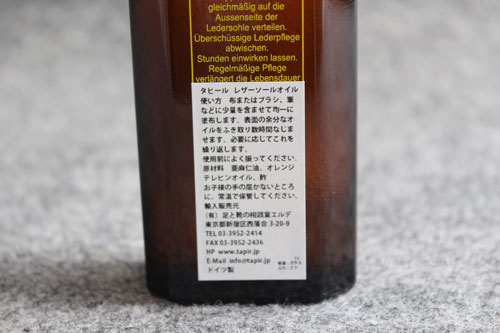 gleichmäßig auf die
Aussenseite der
Ledersohle verteilen.
Überschüssige Lederpflege
abwischen.
Stunden einwirken lassen.
Regelmäßige Pflege
verlängert die Lebensdauer
タピール レザーソールオイル
使い方 布またはブラシ、筆
などに少量を含ませて均一に
塗布します。表面の余分なオ
イルをふき取り数時間なじま
せます。必要に応じてこれを
繰り返します。
使用前によく振ってください。
原材料 亜麻仁油、オレンジ
テレピンオイル、酢
お子様の手の届かないところ
に、常温で保管してください。
輸入販売元
(有) 足と靴の相談室エルデ
東京都新宿区西落合 3-20-9
TEL 03-3952-2414
FAX 03-3952-2436
HP www.tapir.jp
E-Mail info@tapir.jp
ドイツ製